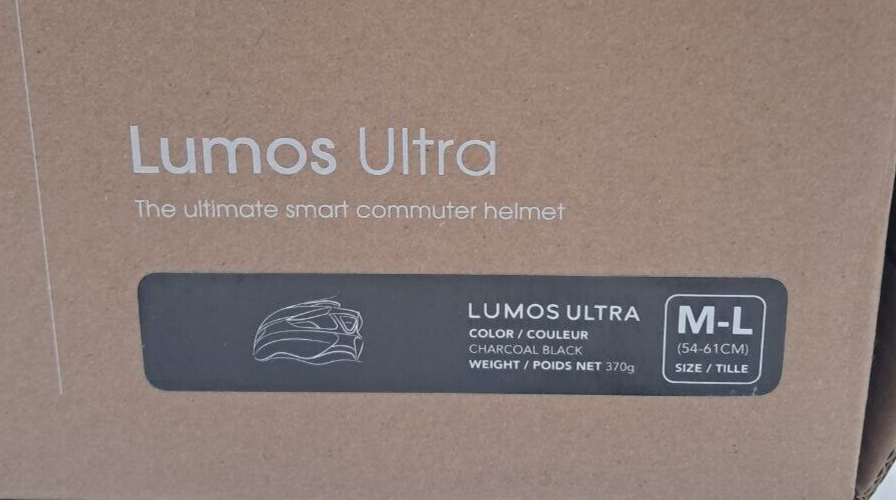 Lumos Ultra
The ultimate smart commuter helmet
LUMOS ULTRA
COLOR / COULEUR
CHARCOAL BLACK
WEIGHT / POIDS NET 370g
M-L
(54-61CM)
SIZE / TILLE